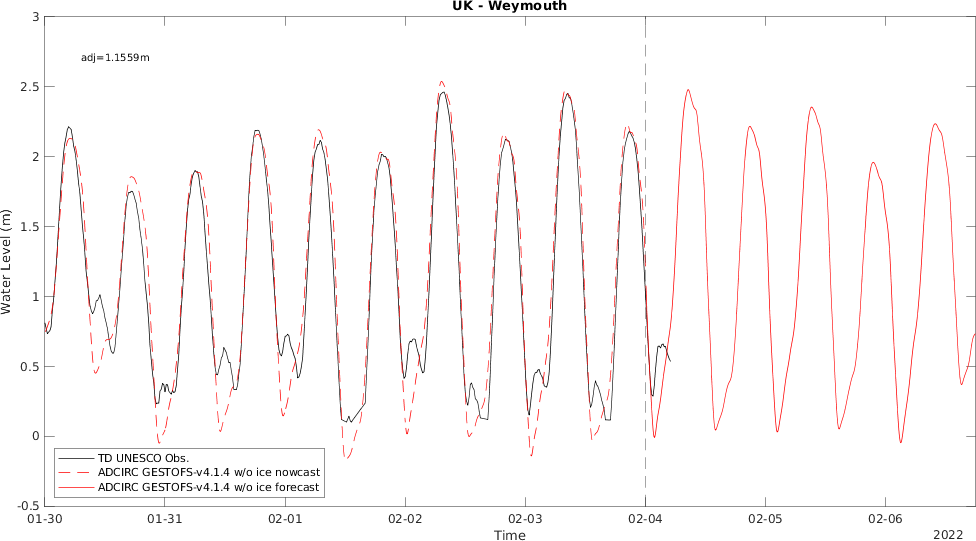 UK - Weymouth
adj=1.1559m
Water Level (m)
3
2.5
2
1.5
1
0.5
0
-0.5
TD UNESCO Obs.
ADCIRC GESTOFS-v4.1.4 w/o ice nowcast
ADCIRC GESTOFS-v4.1.4 w/o ice forecast
01-30 01-31 02-01 02-02 02-03 02-04 02-05 02-06
Time
2022